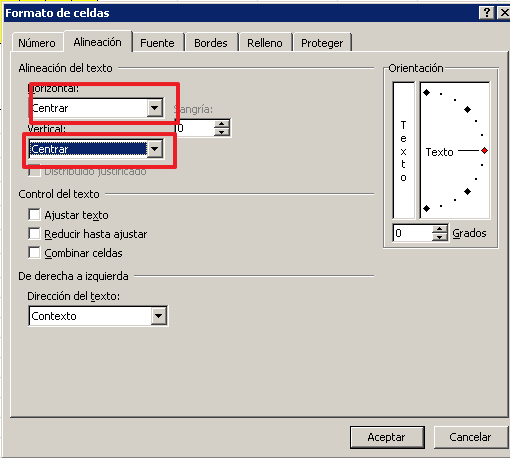 Formato de celdas
Número Alineación Fuente Bordes Relleno Proteger
Alineación del texto
Horizontal:
Centrar
Sangría:
Vertical:
0
Centrar
Distribuido justificado
Control del texto
Ajustar texto
Reducir hasta ajustar
Combinar celdas
De derecha a izquierda
Dirección del texto:
Contexto
Orientación
Texto
Texto
0 Grados
Aceptar Cancelar